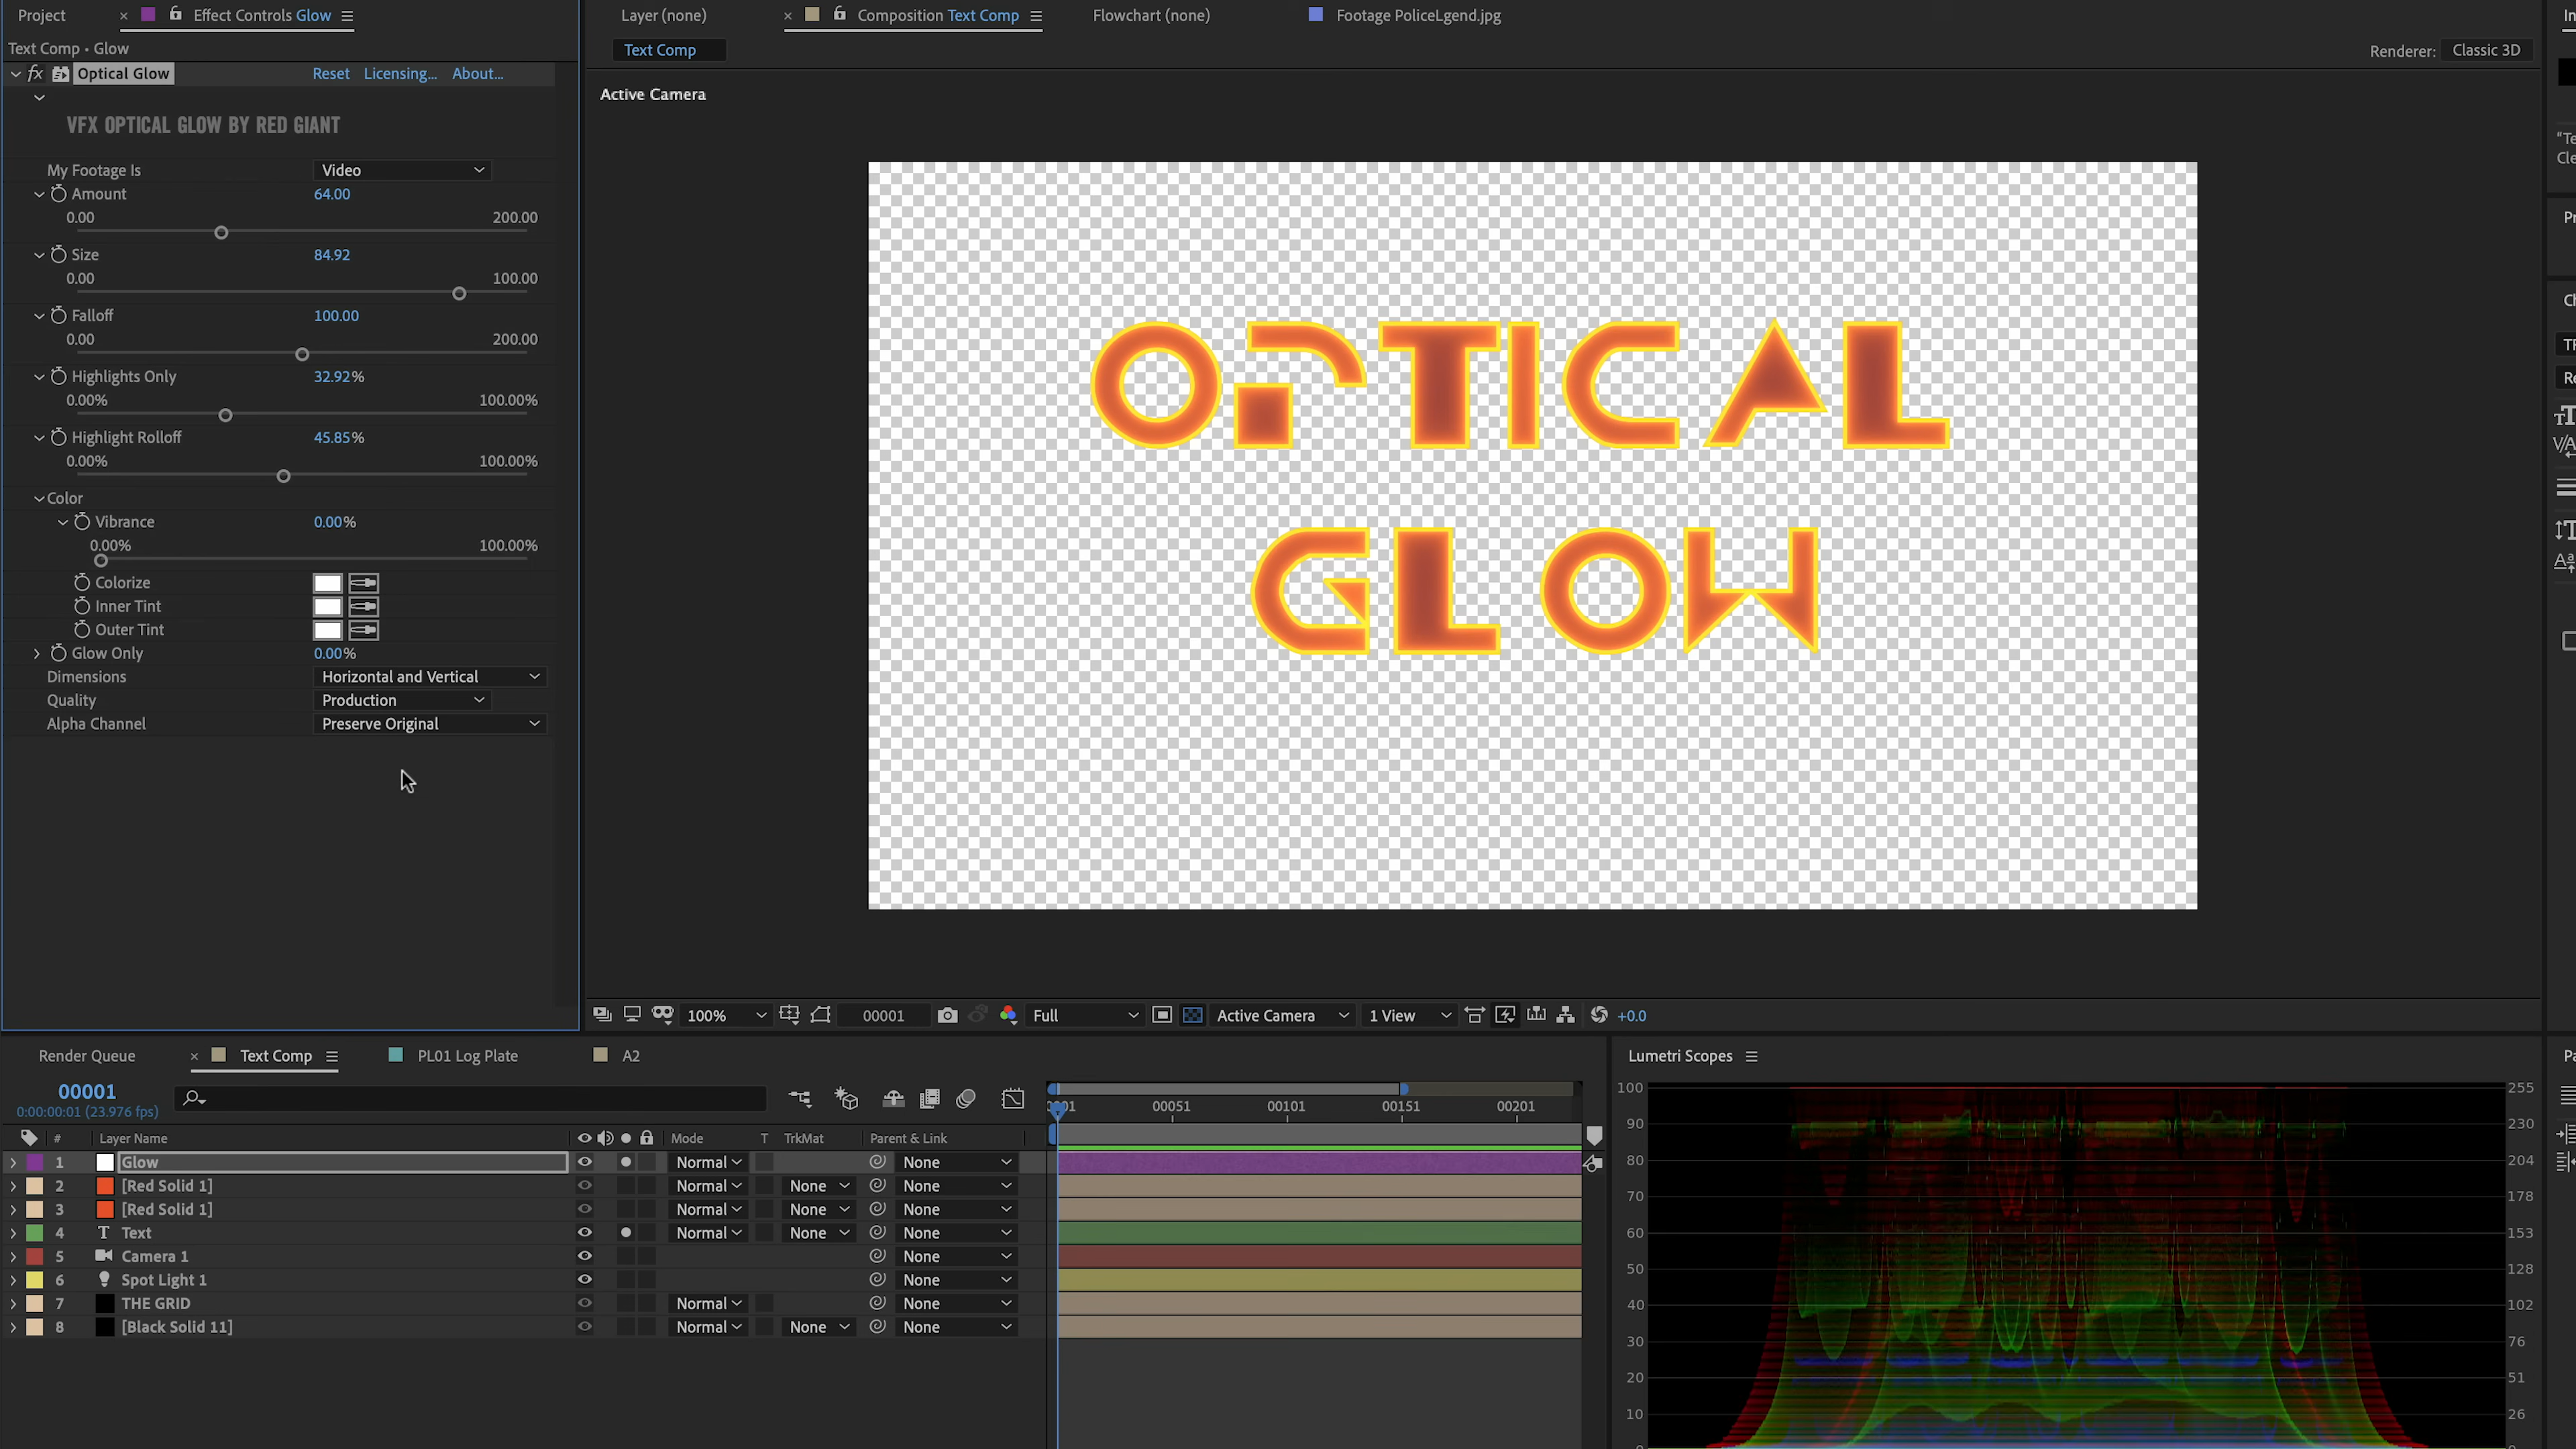 Project
× Effect Controls Glow
Text Comp • Glow
fx Optical Glow Reset Licensing... About...
VFX OPTICAL GLOW BY RED GIANT
My Footage Is Video
Amount 64.00
0.00 200.00
Size 84.92
0.00 100.00
Falloff 100.00
0.00 200.00
Highlights Only 32.92%
0.00% 100.00%
Highlight Rolloff 45.85%
0.00% 100.00%
Color
Vibrance 0.00%
0.00% 100.00%
Colorize
Inner Tint
Outer Tint
Glow Only 0.00%
Dimensions Horizontal and Vertical
Quality Production
Alpha Channel Preserve Original
Layer (none) × Composition Text Comp Flowchart (none) Footage PoliceLgend.jpg
Text Comp
Renderer: Classic 3D
Active Camera
OPTICAL
GLOW
100% 00001 Full Active Camera 1 View +0.0
Render Queue × Text Comp PL01 Log Plate A2
00001
0:00:00:01 (23.976 fps)
# Layer Name Mode T TrkMat Parent & Link
1 Glow Normal None
2 [Red Solid 1] Normal None None
3 [Red Solid 1] Normal None None
4 T Text Normal None None
5 Camera 1 None
6 Spot Light 1 None
7 THE GRID Normal None
8 [Black Solid 11] Normal None None
00051 00101 00151 00201
Lumetri Scopes
100 255
90 230
80 204
70 178
60 153
50 128
40 102
30 76
20 51
10 26